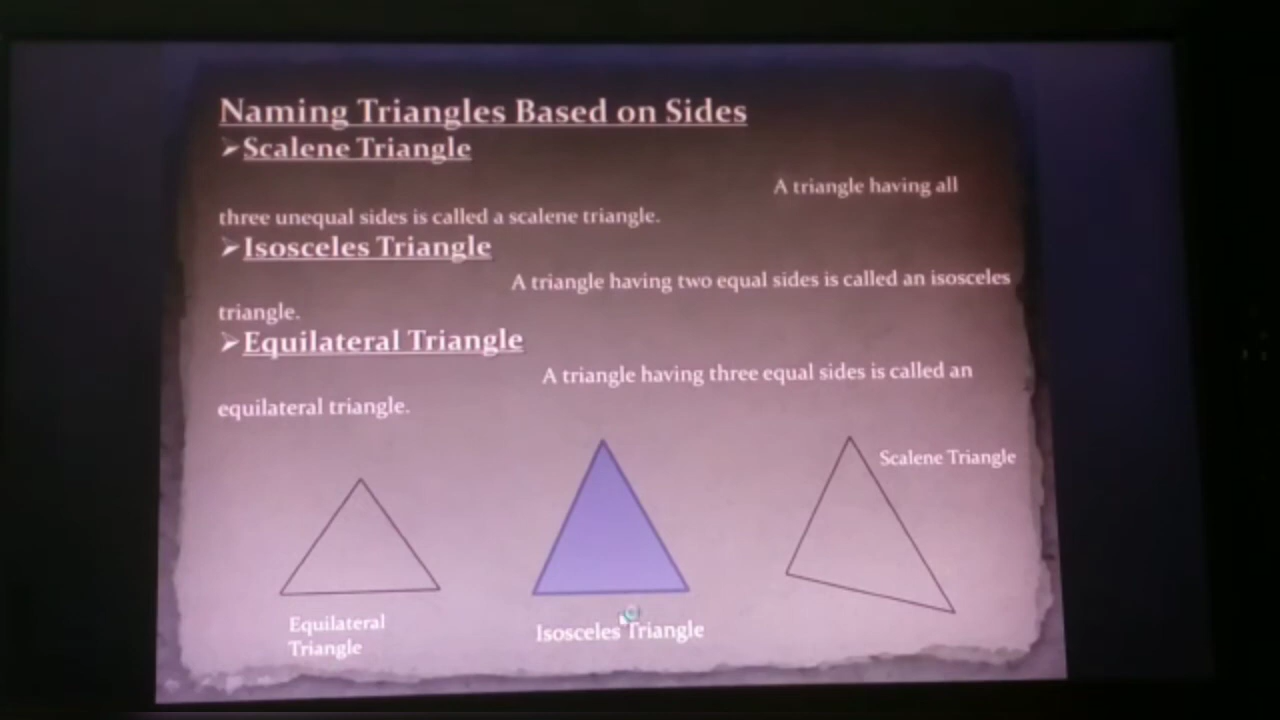 Naming Triangles Based on Sides
➢Scalene Triangle
A triangle having all
three unequal sides is called a scalene triangle.
➢Isosceles Triangle
A triangle having two equal sides is called an isosceles
triangle.
➢Equilateral Triangle
A triangle having three equal sides is called an
equilateral triangle.
Scalene Triangle
Equilateral
Triangle
Isosceles Triangle